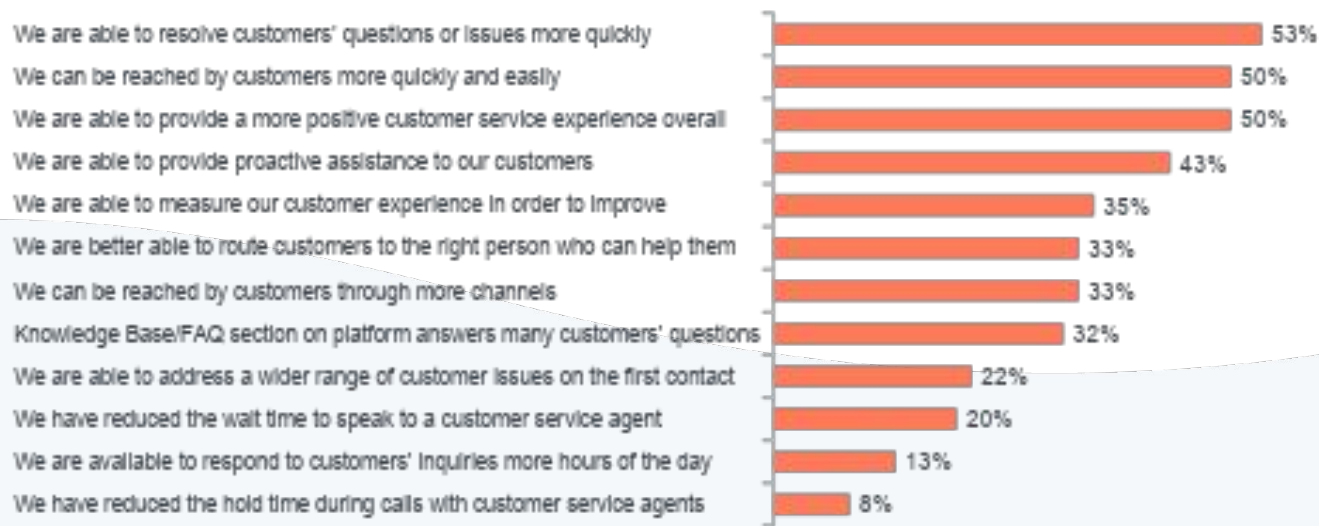 We are able to resolve customers' questions or issues more quickly 53%
We can be reached by customers more quickly and easily 50%
We are able to provide a more positive customer service experience overall 50%
We are able to provide proactive assistance to our customers 43%
We are able to measure our customer experience in order to improve 35%
We are better able to route customers to the right person who can help them 33%
We can be reached by customers through more channels 33%
Knowledge Base/FAQ section on platform answers many customers' questions 32%
We are able to address a wider range of customer issues on the first contact 22%
We have reduced the wait time to speak to a customer service agent 20%
We are available to respond to customers' inquiries more hours of the day 13%
We have reduced the hold time during calls with customer service agents 8%